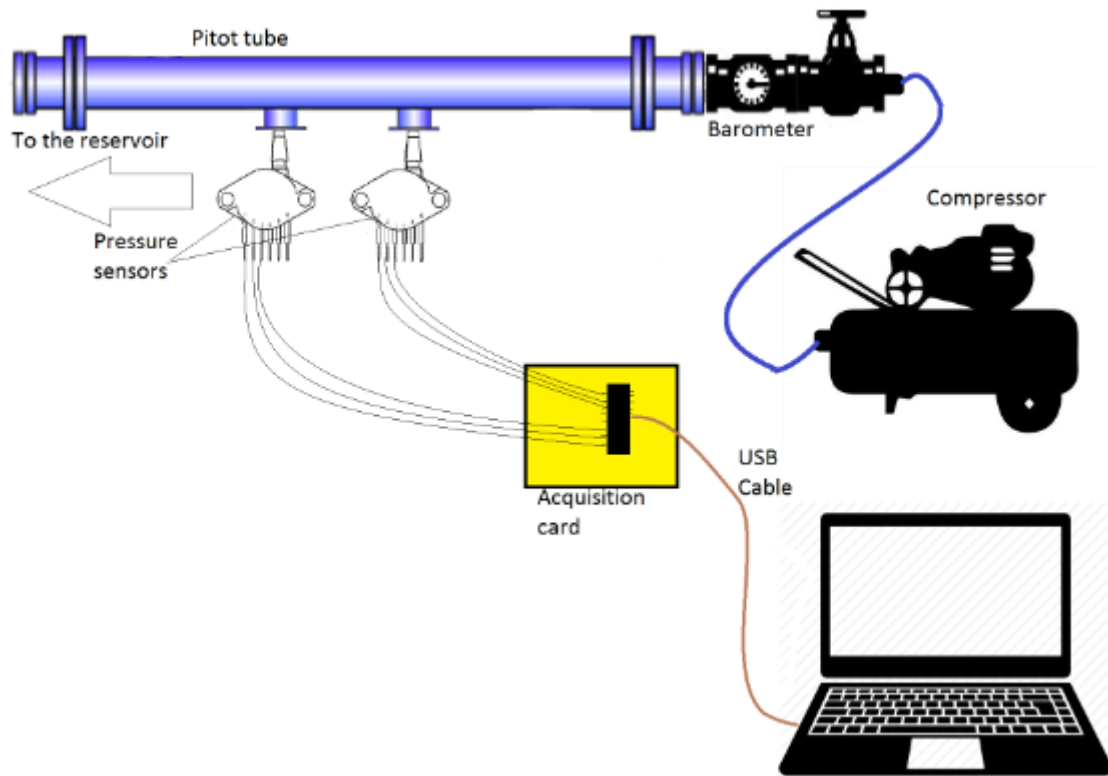 Pitot tube
To the reservoir
Barometer
Compressor
Pressure
sensors
USB
Cable
Acquisition
card